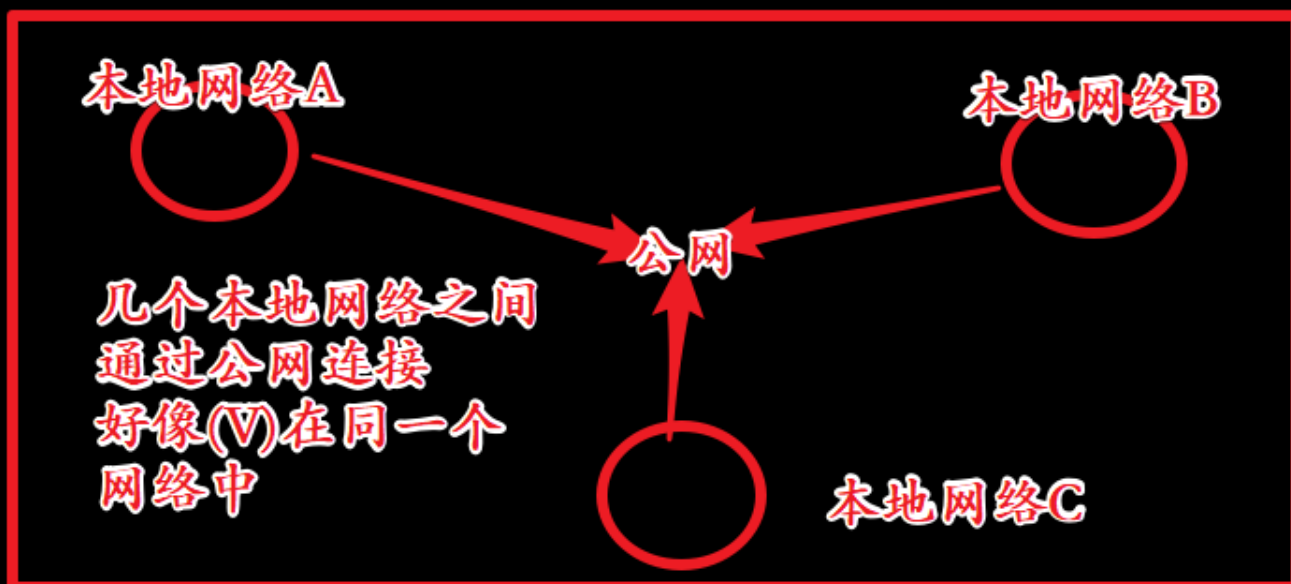 本地网络A
本地网络B
公网
几个本地网络之间
通过公网连接
好像(V)在同一个
网络中
本地网络C